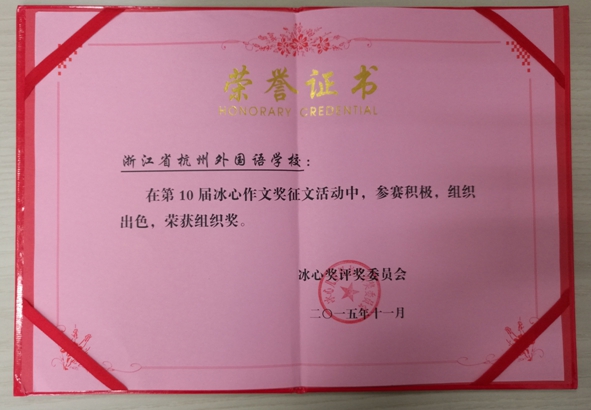 荣誉证书
HONORARY CREDENTIAL
浙江省杭州外国语学校：
在第10届冰心作文奖征文活动中，参赛积极，组织
出色，荣获组织奖。
冰心奖评奖委员会
二〇一五年十一月